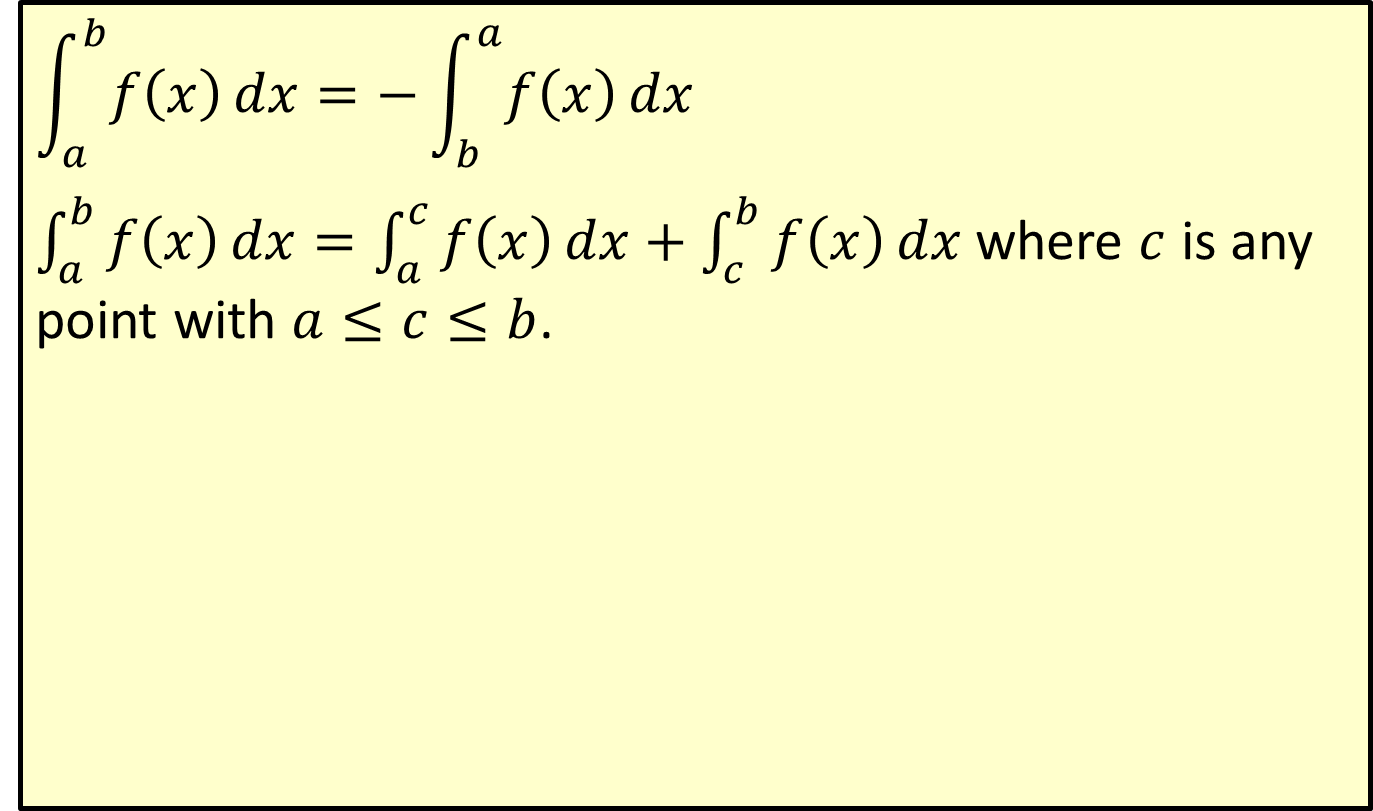 ∫_a^b f(x) dx = − ∫_b^a f(x) dx
∫_a^b f(x) dx = ∫_a^c f(x) dx + ∫_c^b f(x) dx where c is any
point with a ≤ c ≤ b.